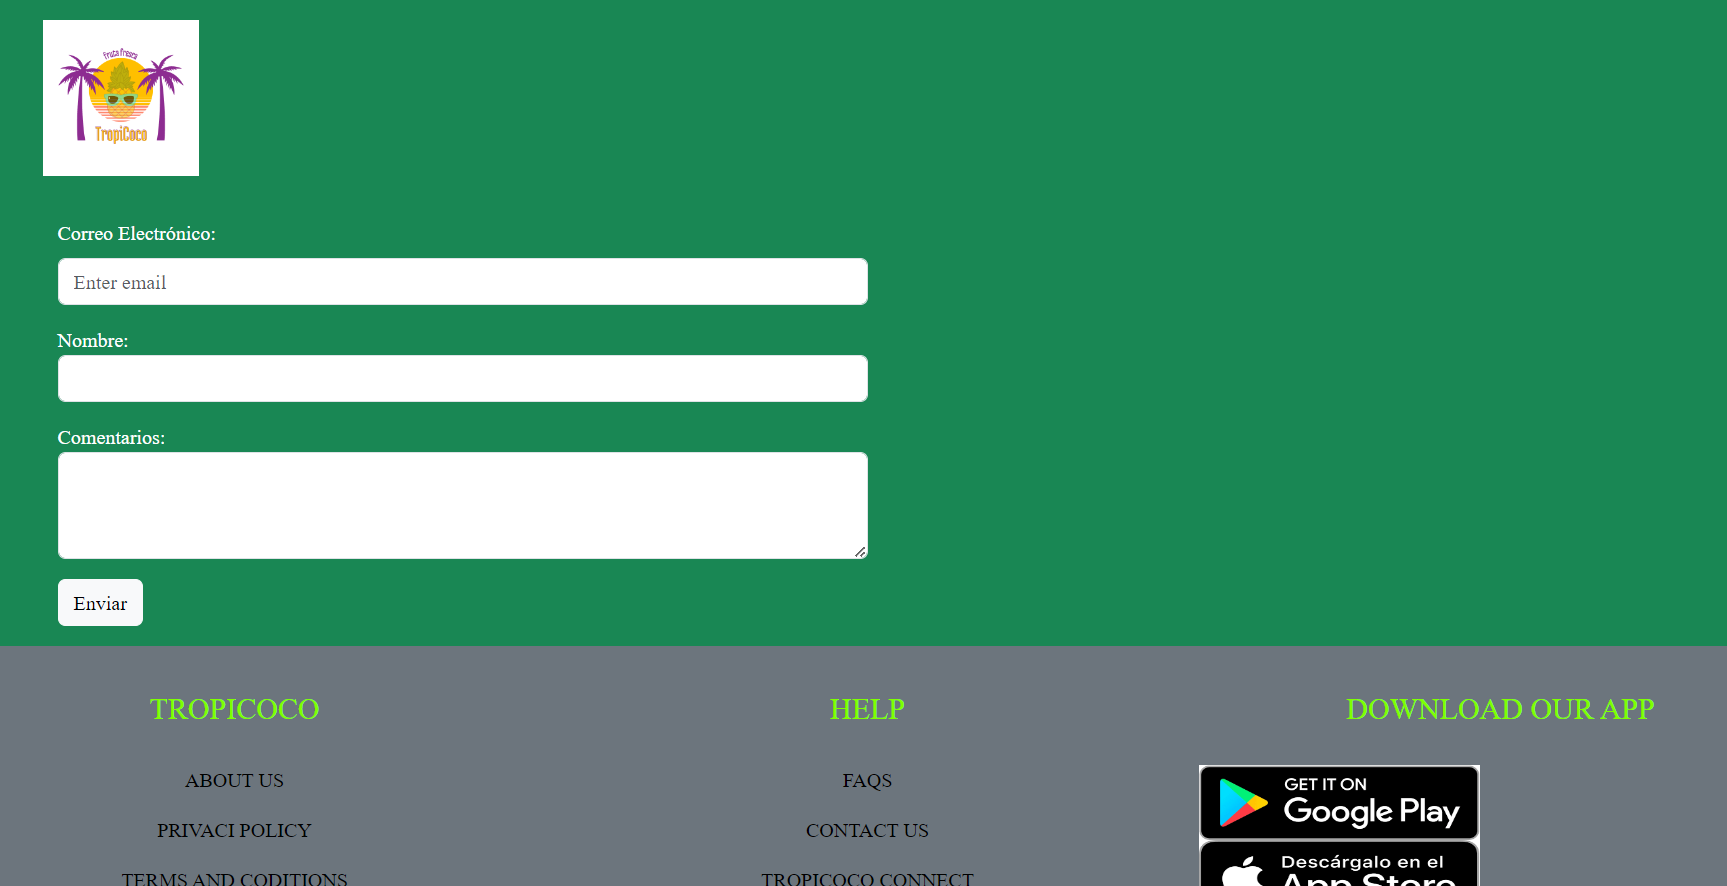 Fruta fresca
TropiCoco
Correo Electrónico:
Enter email
Nombre:
Comentarios:
Enviar
TROPICOCO
HELP
DOWNLOAD OUR APP
ABOUT US
FAQS
GET IT ON
Google Play
PRIVACI POLICY
CONTACT US
Descárgalo en el
App Store
TERMS AND CODITIONS
TROPICOCO CONNECT